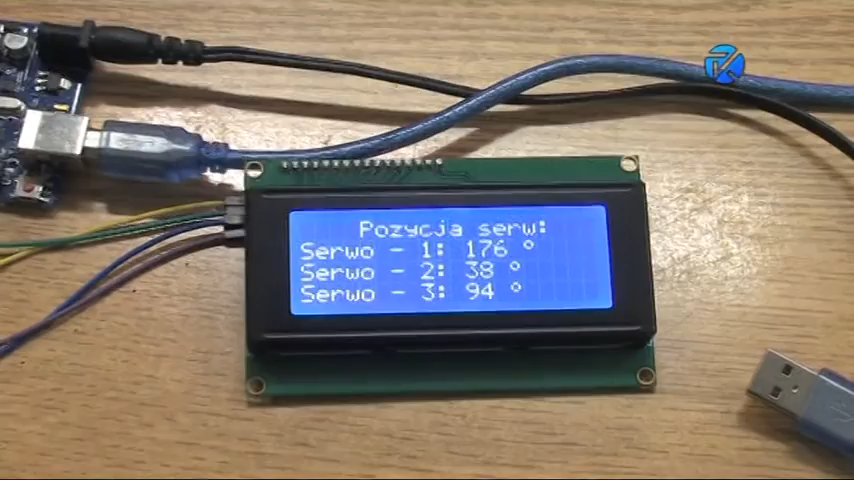 Pozycja serw:
Serwo - 1: 176 °
Serwo - 2: 38 °
Serwo - 3: 94 °